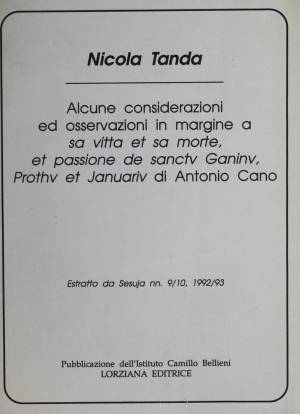 Nicola Tanda
Alcune considerazioni
ed osservazioni in margine a
sa vitta et sa morte,
et passione de sanctv Ganinv,
Prothv et Januariv di Antonio Cano
Estratto da Sesuja nn. 9/10, 1992/93
Pubblicazione dell'Istituto Camillo Bellieni
LORZIANA EDITRICE